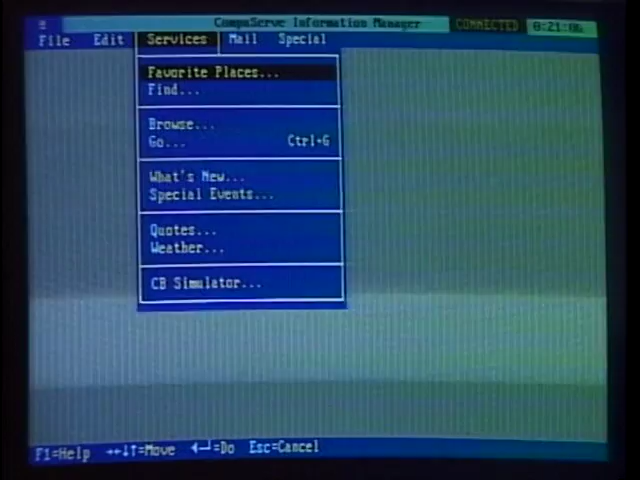 CompuServe Information Manager CONNECTED 0:21:06
File Edit Services Mail Special
Favorite Places...
Find...
Browse...
Go... Ctrl+G
What's New...
Special Events...
Quotes...
Weather...
CB Simulator...
F1=Help ↔↓↑=Move ◄─┘=Do Esc=Cancel